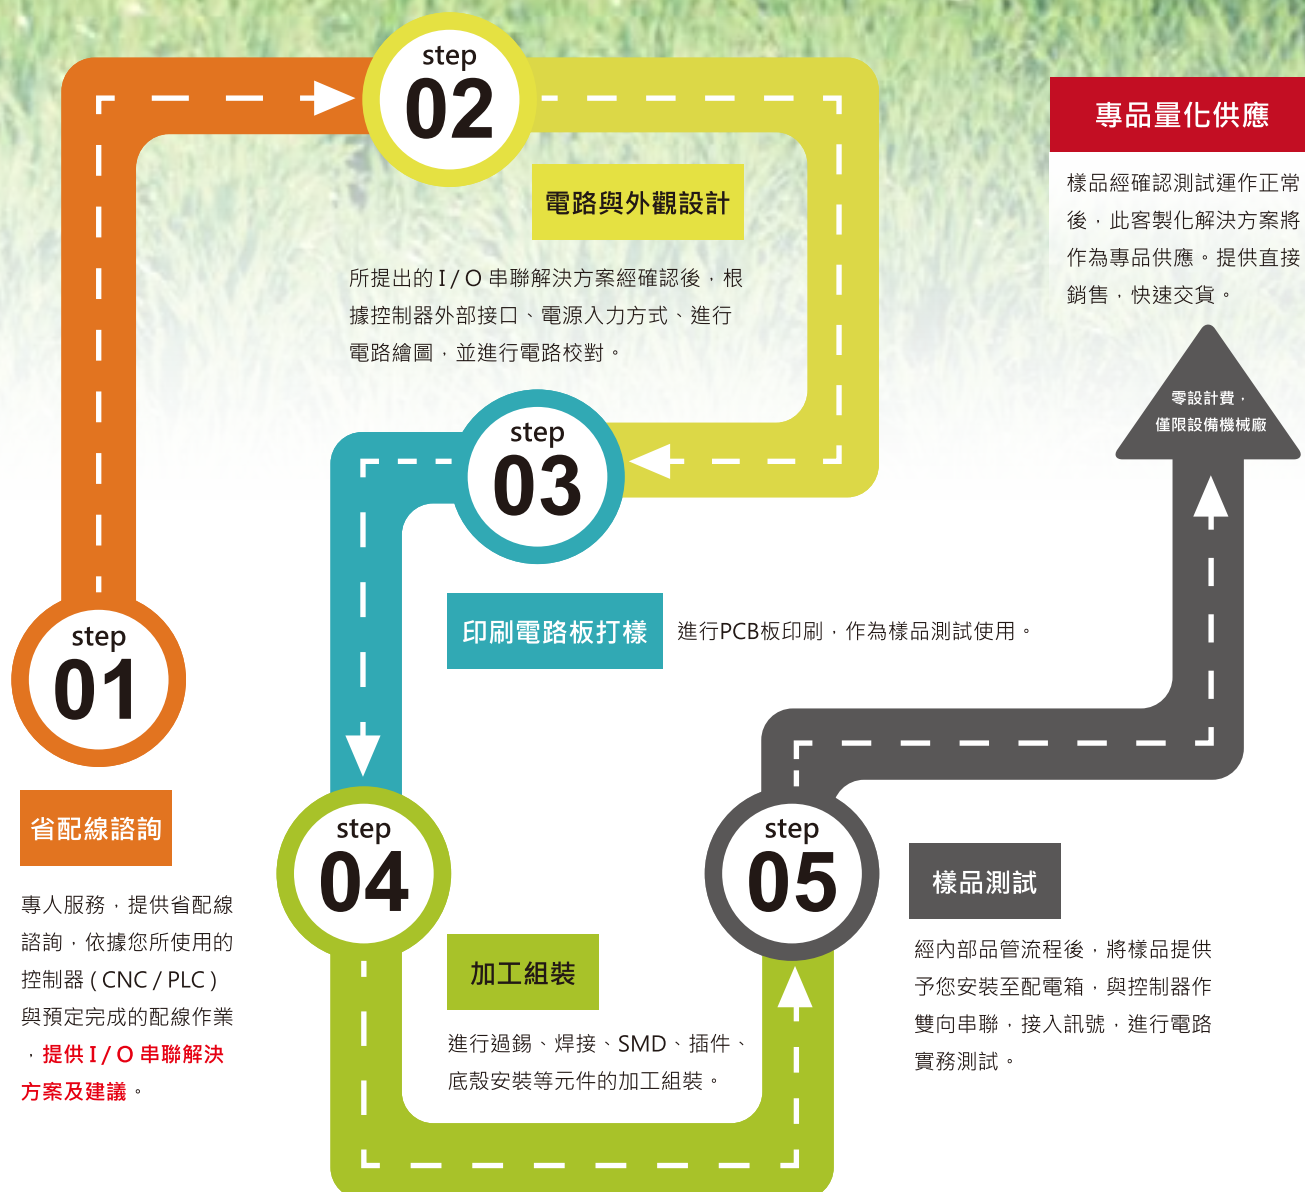 step
01
省配線諮詢
專人服務，提供省配線
諮詢，依據您所使用的
控制器 ( CNC / PLC )
與預定完成的配線作業
，提供 I / O 串聯解決
方案及建議。
step
02
電路與外觀設計
所提出的 I / O 串聯解決方案經確認後，根
據控制器外部接口、電源入力方式、進行
電路繪圖，並進行電路校對。
step
03
印刷電路板打樣
進行PCB板印刷，作為樣品測試使用。
step
04
加工組裝
進行過錫、焊接、SMD、插件、
底殼安裝等元件的加工組裝。
step
05
樣品測試
經內部品管流程後，將樣品提供
予您安裝至配電箱，與控制器作
雙向串聯，接入訊號，進行電路
實務測試。
零設計費，
僅限設備機械廠
專品量化供應
樣品經確認測試運作正常
後，此客製化解決方案將
作為專品供應。提供直接
銷售，快速交貨。